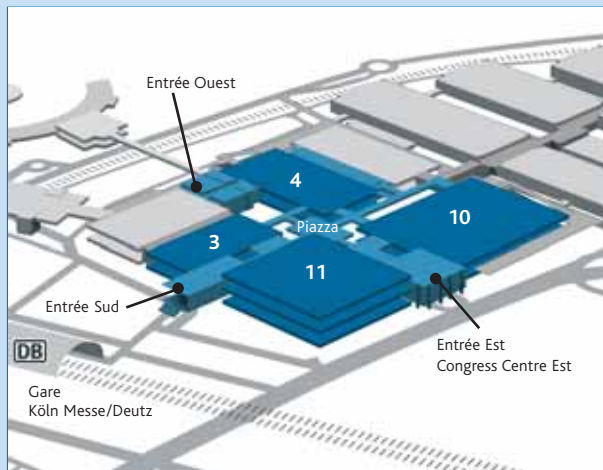 Entrée Ouest
4
10
Piazza
3
11
Entrée Sud
Entrée Est
Congress Centre Est
DB
Gare
Köln Messe/Deutz